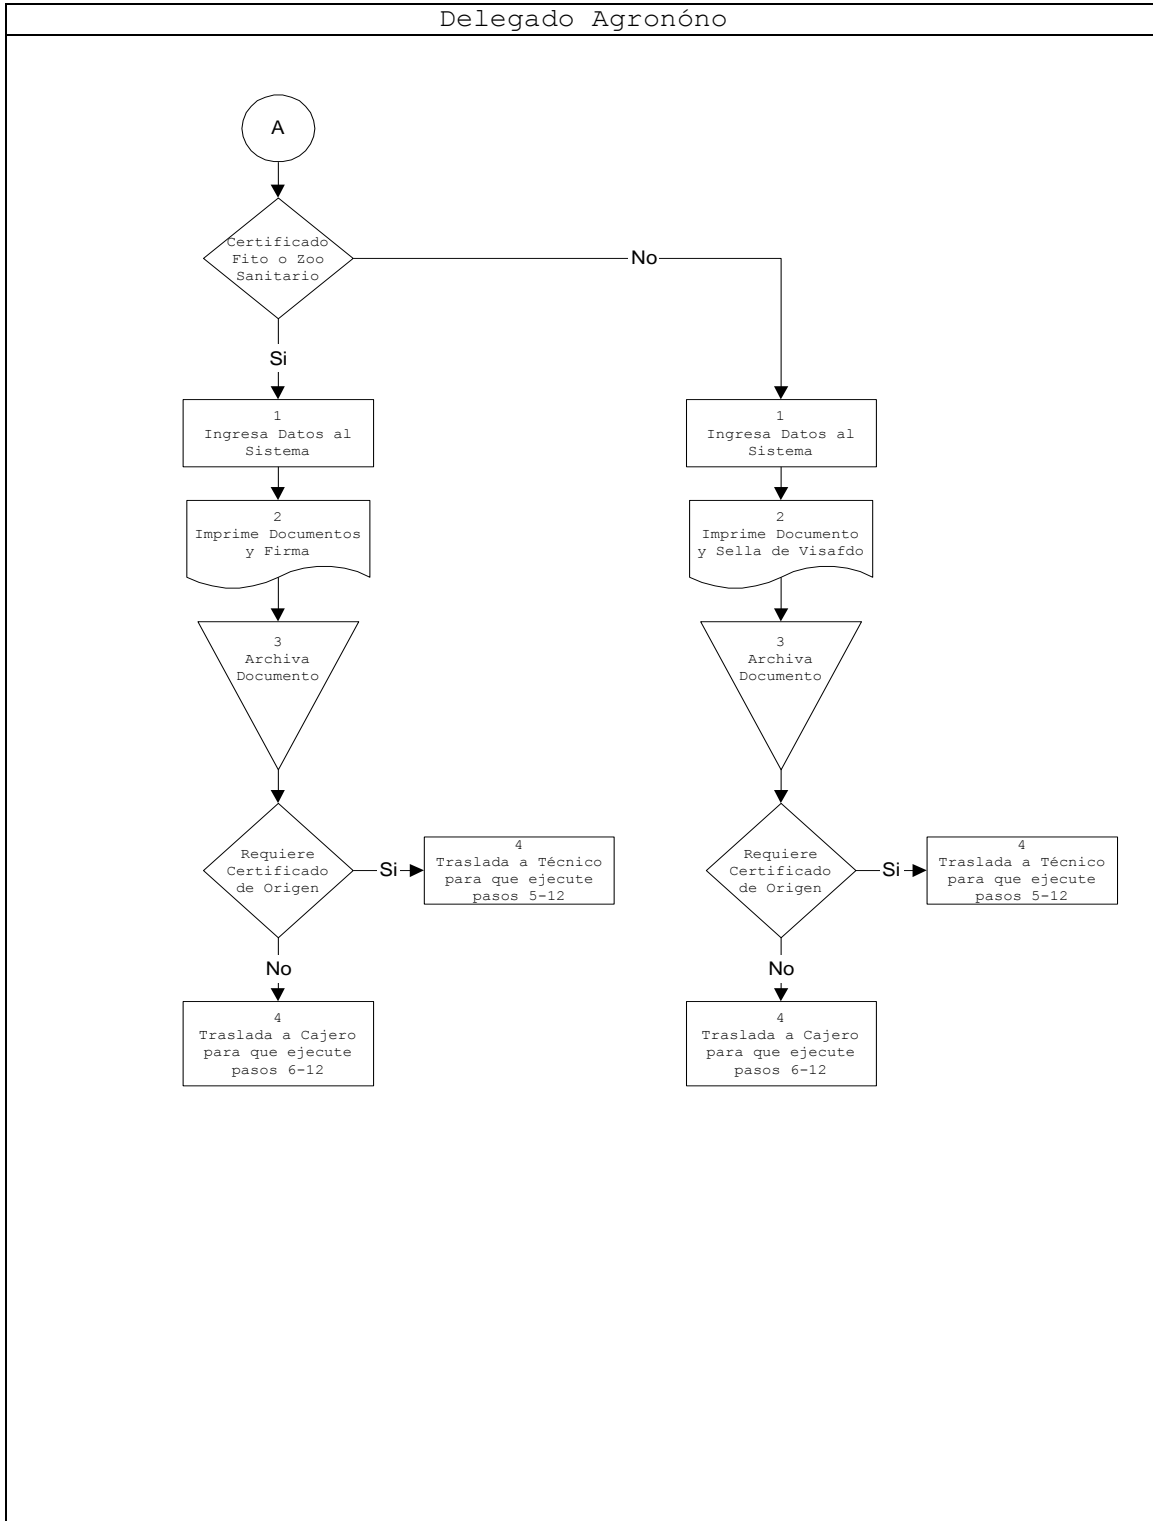 Delegado Agronóno
A
Certificado
Fito o Zoo
Sanitario
No
Si
1
Ingresa Datos al
Sistema
1
Ingresa Datos al
Sistema
2
Imprime Documentos
y Firma
2
Imprime Documento
y Sella de Visafdo
3
Archiva
Documento
3
Archiva
Documento
Requiere
Certificado
de Origen
Si
4
Traslada a Técnico
para que ejecute
pasos 5-12
Requiere
Certificado
de Origen
Si
4
Traslada a Técnico
para que ejecute
pasos 5-12
No
No
4
Traslada a Cajero
para que ejecute
pasos 6-12
4
Traslada a Cajero
para que ejecute
pasos 6-12